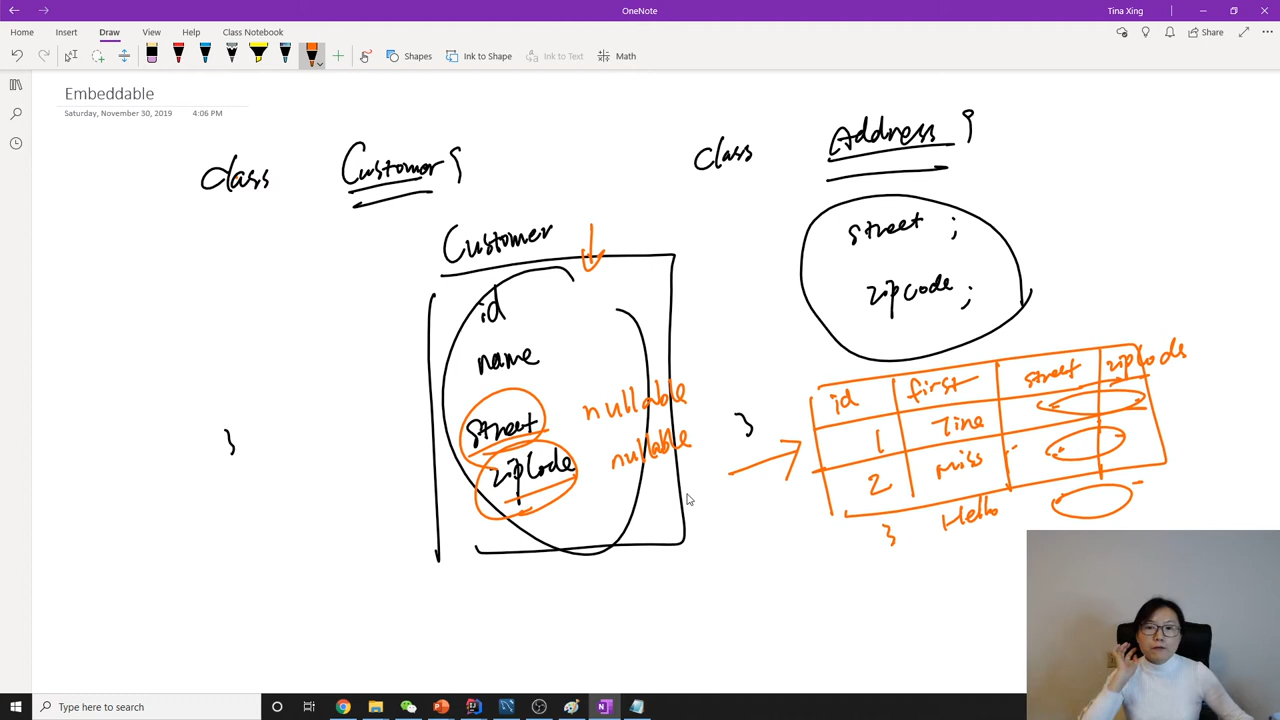 OneNote
Tina Xing
Home Insert Draw View Help Class Notebook
Share
Shapes Ink to Shape Ink to Text Math
Embeddable
Saturday, November 30, 2019 4:06 PM
class Customer {
class Address {
street ;
zipcode ;
}
Customer
id
name
street nullable
zipcode nullable
}
id first street zipcode
1 Tina
2 miss
3 Hello
Type here to search